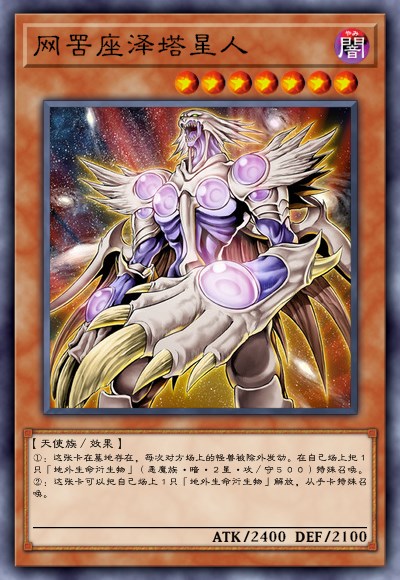 网罟座泽塔星人
闇
やみ
【天使族／效果】
①：这张卡在墓地存在，每次对方场上的怪兽被除外发动。在自己场上把1
只「地外生命衍生物」（恶魔族·暗·2星·攻／守500）特殊召唤。
②：这张卡可以把自己场上1只「地外生命衍生物」解放，从手卡特殊召
唤。
ATK/2400 DEF/2100